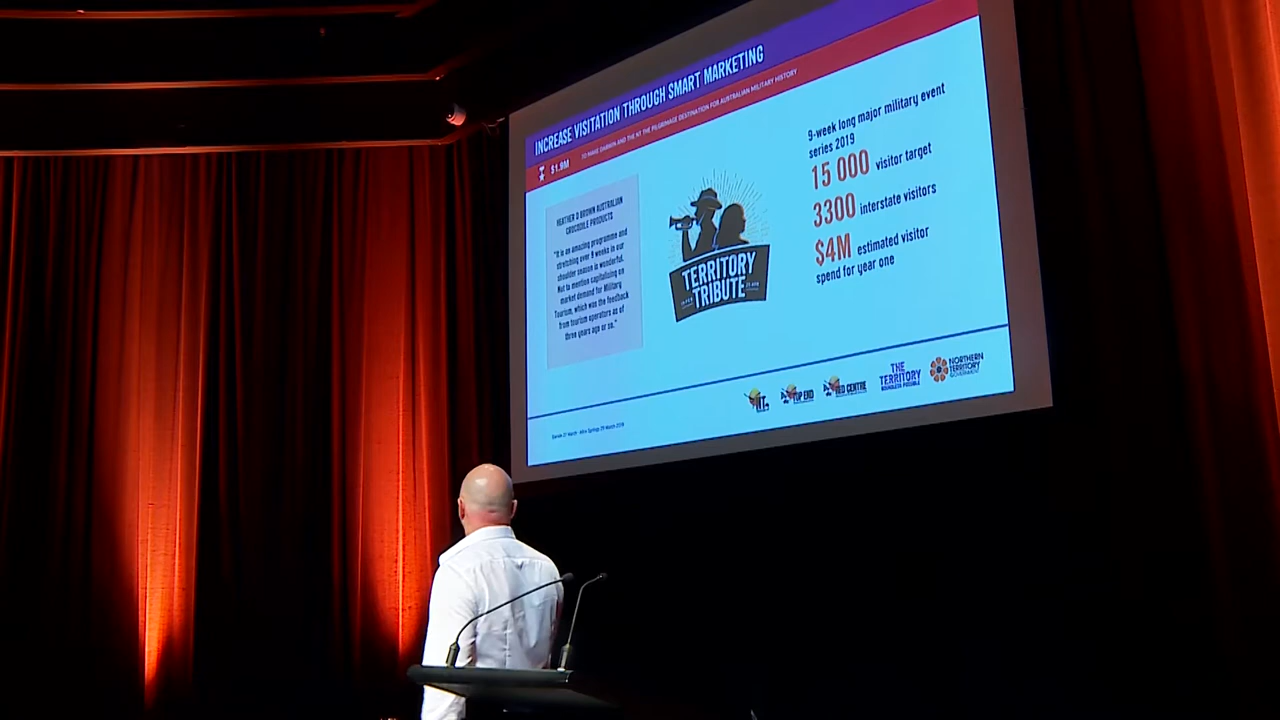 INCREASE VISITATION THROUGH SMART MARKETING
$1.9M
TO MAKE DARWIN AND THE NT THE PILGRIMAGE DESTINATION FOR AUSTRALIAN MILITARY HISTORY
HEATHER D BROWN AUSTRALIAN
CROCODILE PRODUCTS
"It is an amazing programme and
stretching over 9 weeks in our
shoulder season is wonderful.
Not to mention capitalising on
market demand for Military
Tourism, which was the feedback
from tourism operators as of
three years ago or so."
TERRITORY
TRIBUTE
9-week long major military event
series 2019
15 000 visitor target
3300 interstate visitors
$4M estimated visitor
spend for year one
NT
TOP END
RED CENTRE
THE
TERRITORY
BOUNDLESS POSSIBLE
NORTHERN
TERRITORY
GOVERNMENT